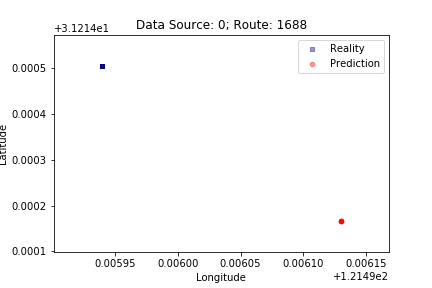 Data Source: 0; Route: 1688
+3.1214e1
Reality
Prediction
0.0005
0.0004
0.0003
0.0002
0.0001
Latitude
0.00595
0.00600
0.00605
0.00610
0.00615
Longitude
+1.2149e2